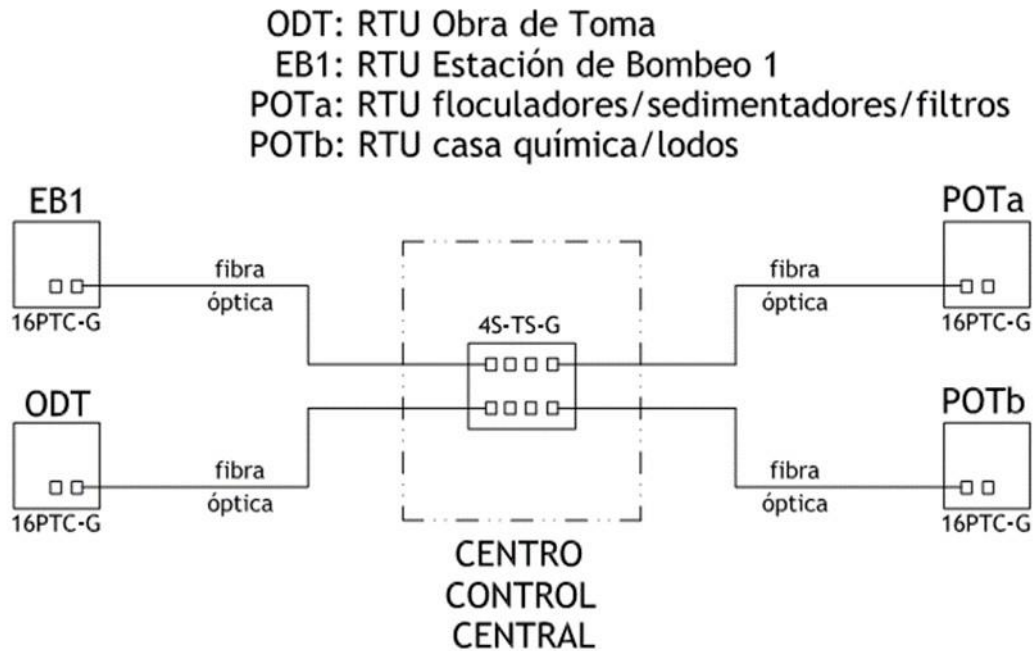 ODT: RTU Obra de Toma
EB1: RTU Estación de Bombeo 1
POTa: RTU floculadores/sedimentadores/filtros
POTb: RTU casa química/lodos
EB1
POTa
fibra
óptica
fibra
óptica
16PTC-G
4S-TS-G
16PTC-G
ODT
POTb
fibra
óptica
fibra
óptica
16PTC-G
16PTC-G
CENTRO
CONTROL
CENTRAL